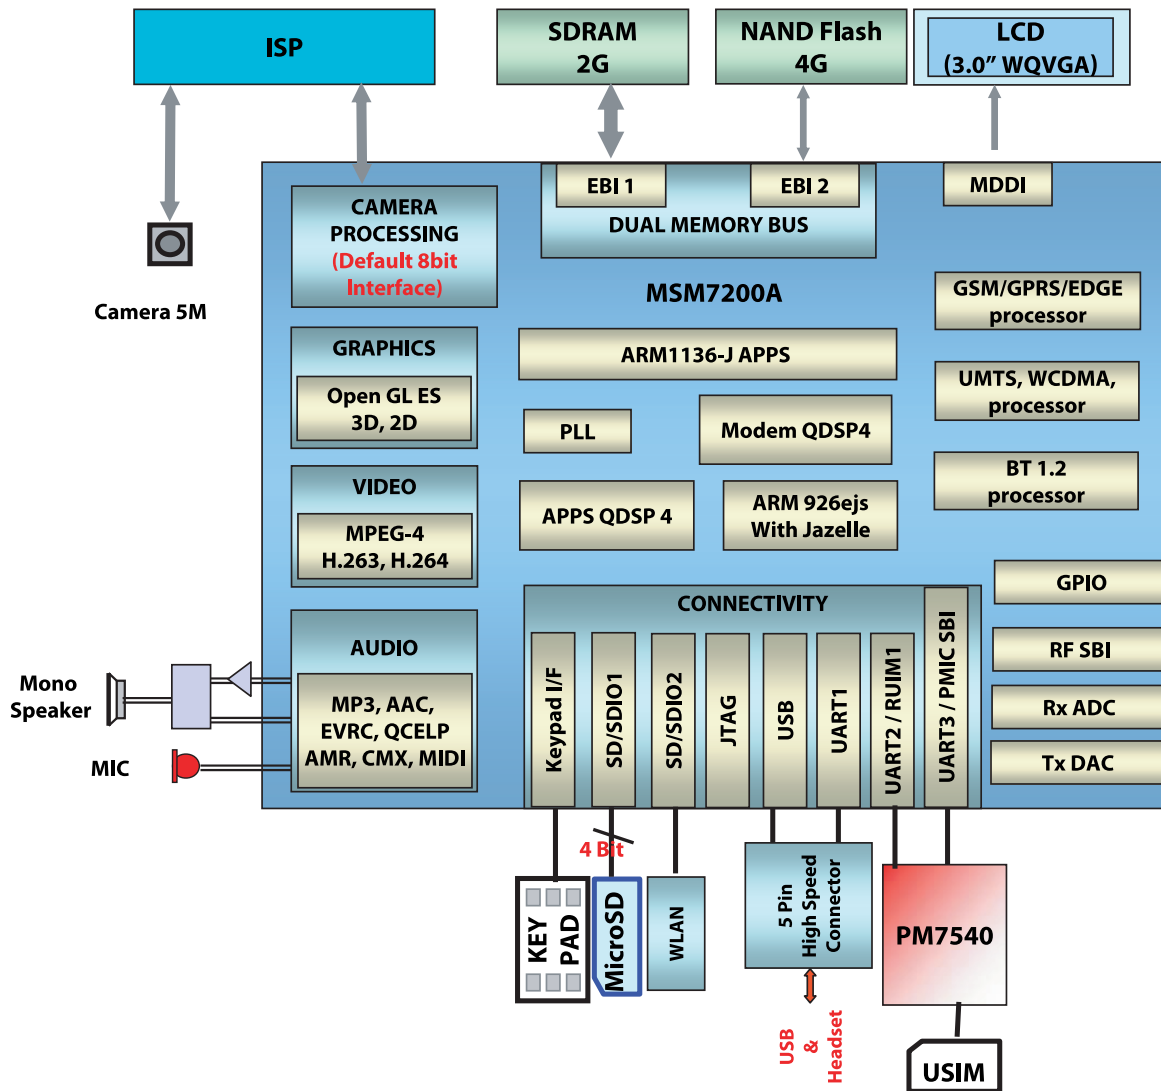 ISP
SDRAM
2G
NAND Flash
4G
LCD
(3.0” WQVGA)
EBI 1
EBI 2
DUAL MEMORY BUS
MDDI
CAMERA
PROCESSING
(Default 8bit
Interface)
Camera 5M
MSM7200A
GSM/GPRS/EDGE
processor
GRAPHICS
Open GL ES
3D, 2D
ARM1136-J APPS
UMTS, WCDMA,
processor
PLL
Modem QDSP4
BT 1.2
processor
VIDEO
MPEG-4
H.263, H.264
APPS QDSP 4
ARM 926ejs
With Jazelle
GPIO
RF SBI
Rx ADC
Tx DAC
AUDIO
MP3, AAC,
EVRC, QCELP
AMR, CMX, MIDI
Mono
Speaker
MIC
CONNECTIVITY
Keypad I/F
SD/SDIO1
SD/SDIO2
JTAG
USB
UART1
UART2 / RUIM1
UART3 / PMIC SBI
4 Bit
KEY
PAD
MicroSD
WLAN
5 Pin
High Speed
Connector
PM7540
USB
&
Headset
USIM